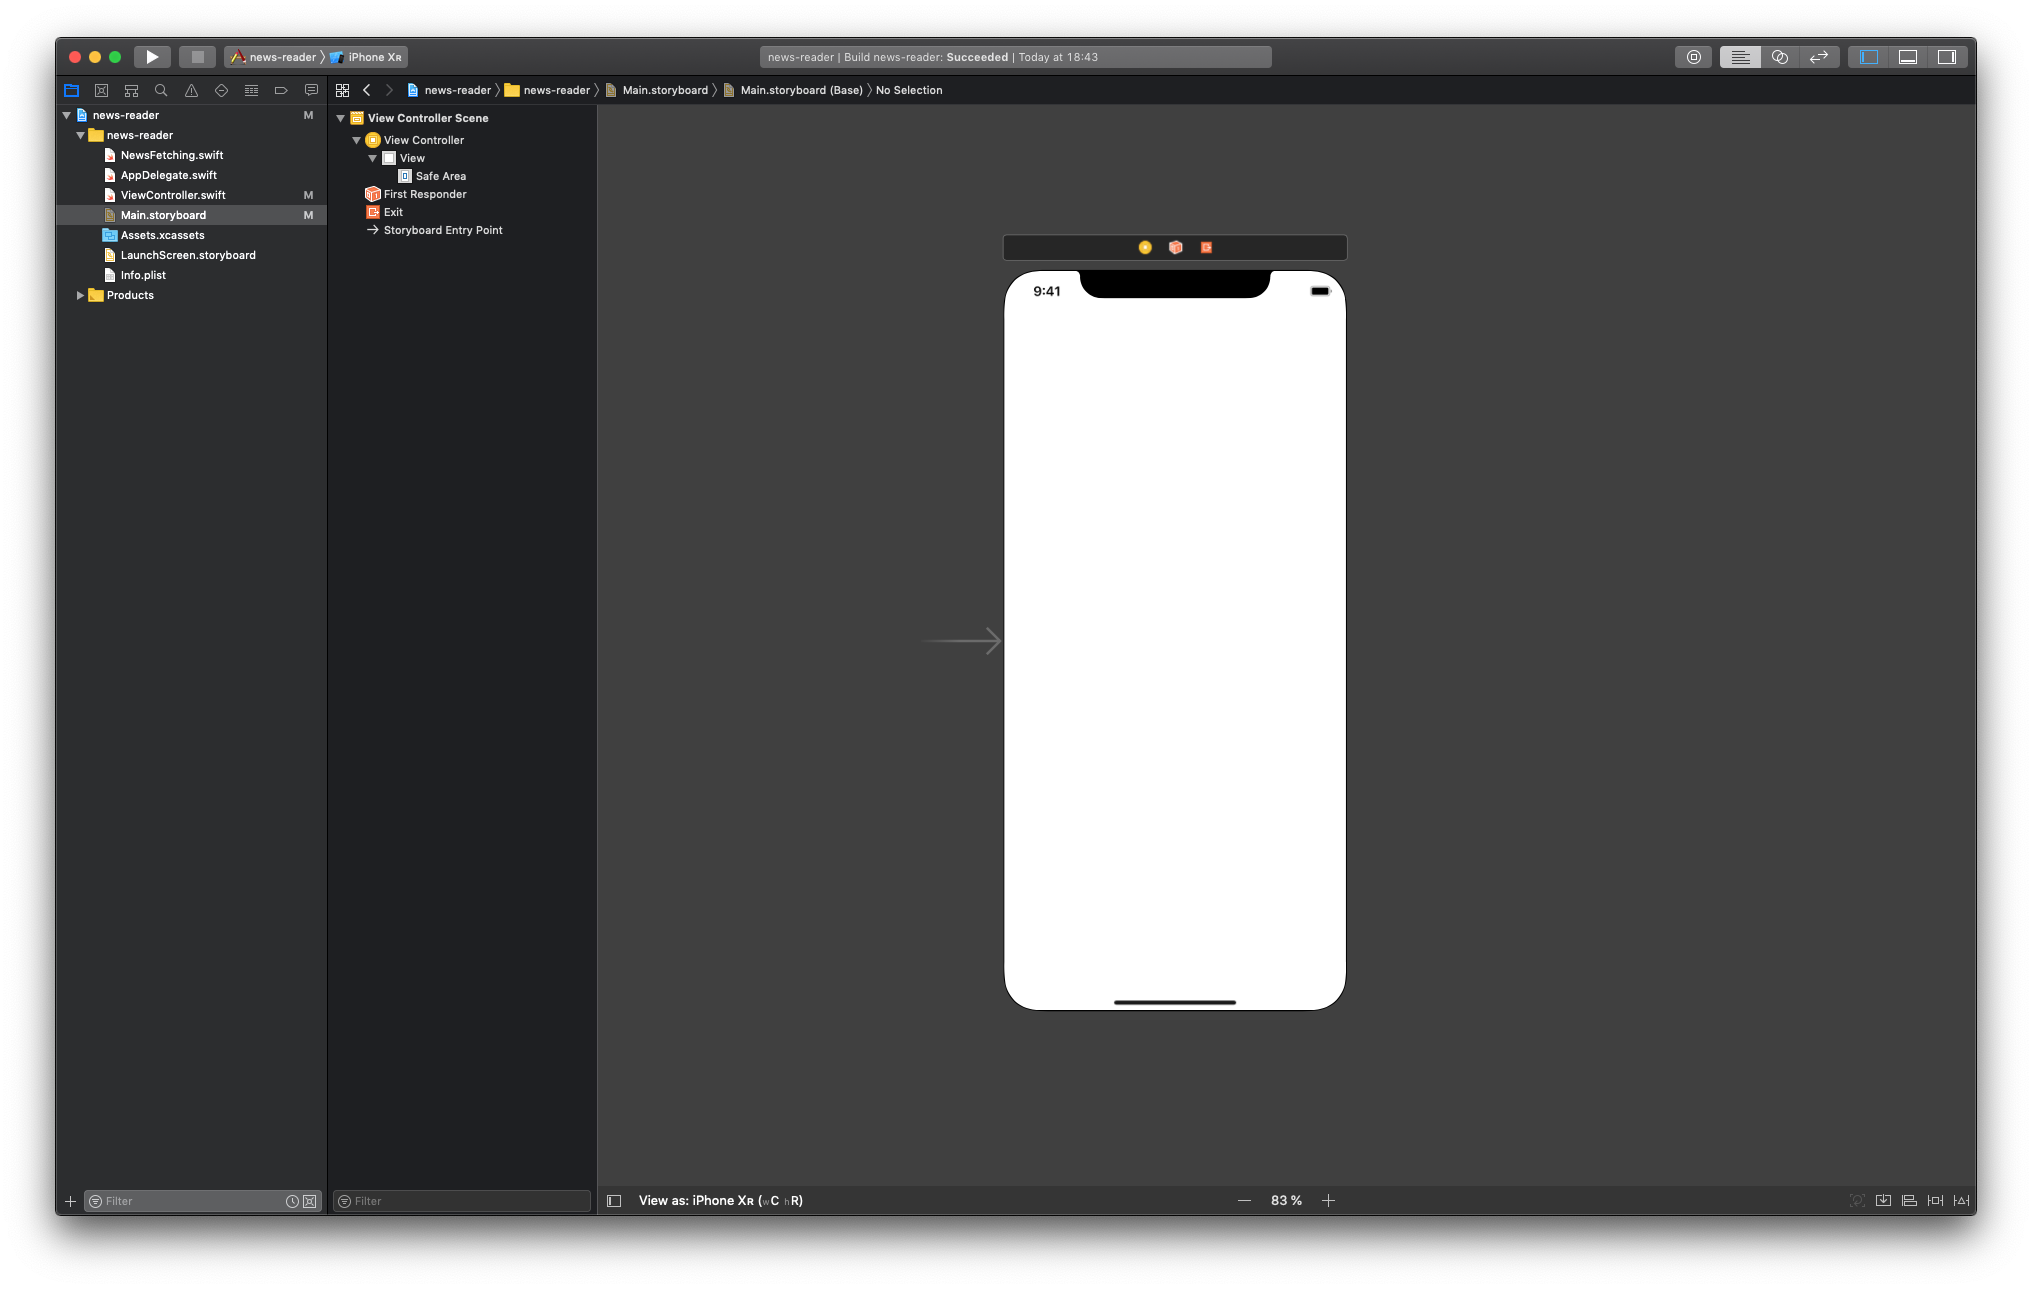 news-reader 〉 iPhone Xʀ
news-reader | Build news-reader: Succeeded | Today at 18:43
news-reader 〉 news-reader 〉 Main.storyboard 〉 Main.storyboard (Base) 〉 No Selection
news-reader M
news-reader
NewsFetching.swift
AppDelegate.swift
ViewController.swift M
Main.storyboard M
Assets.xcassets
LaunchScreen.storyboard
Info.plist
Products
View Controller Scene
View Controller
View
Safe Area
First Responder
Exit
Storyboard Entry Point
9:41
Filter
Filter
View as: iPhone Xʀ (wC hR)
83 %